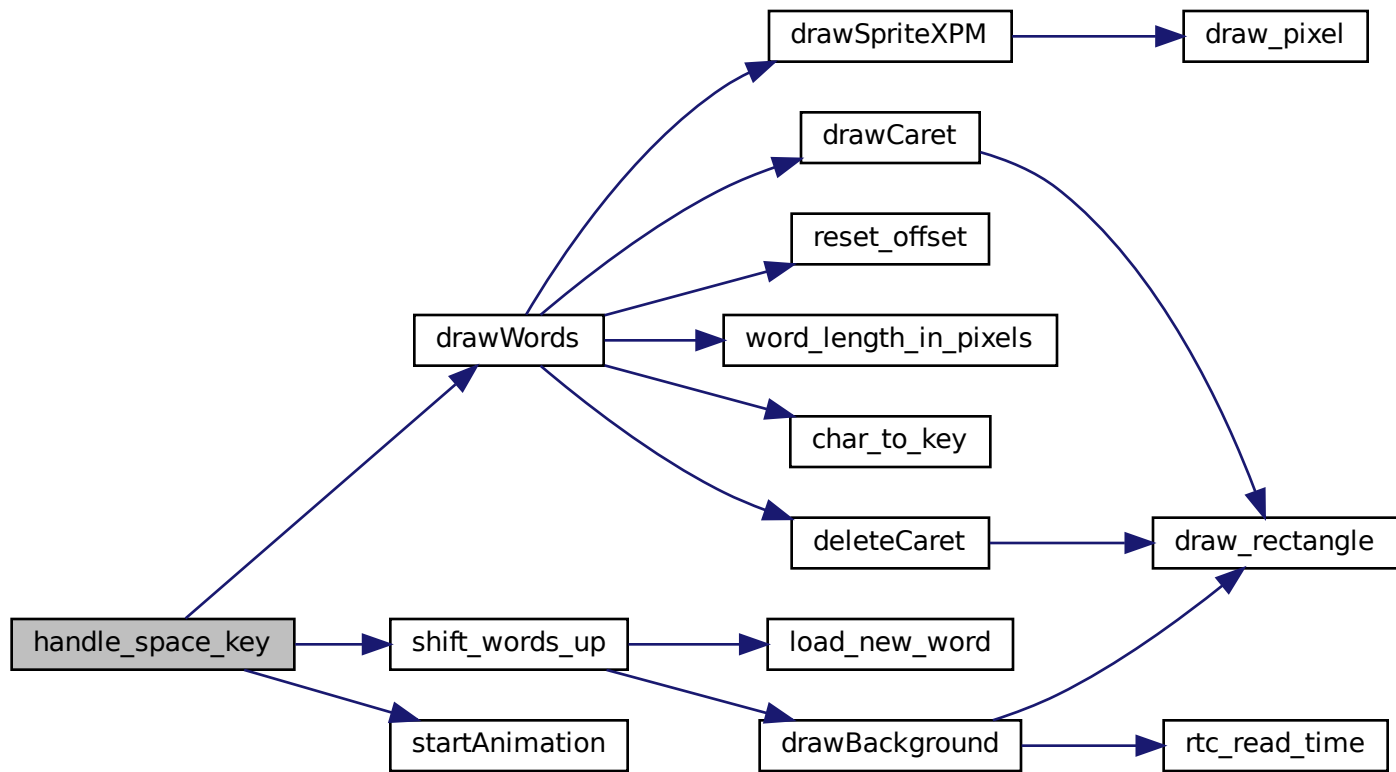 drawSpriteXPM
draw_pixel
drawCaret
reset_offset
drawWords
word_length_in_pixels
char_to_key
deleteCaret
draw_rectangle
handle_space_key
shift_words_up
load_new_word
startAnimation
drawBackground
rtc_read_time